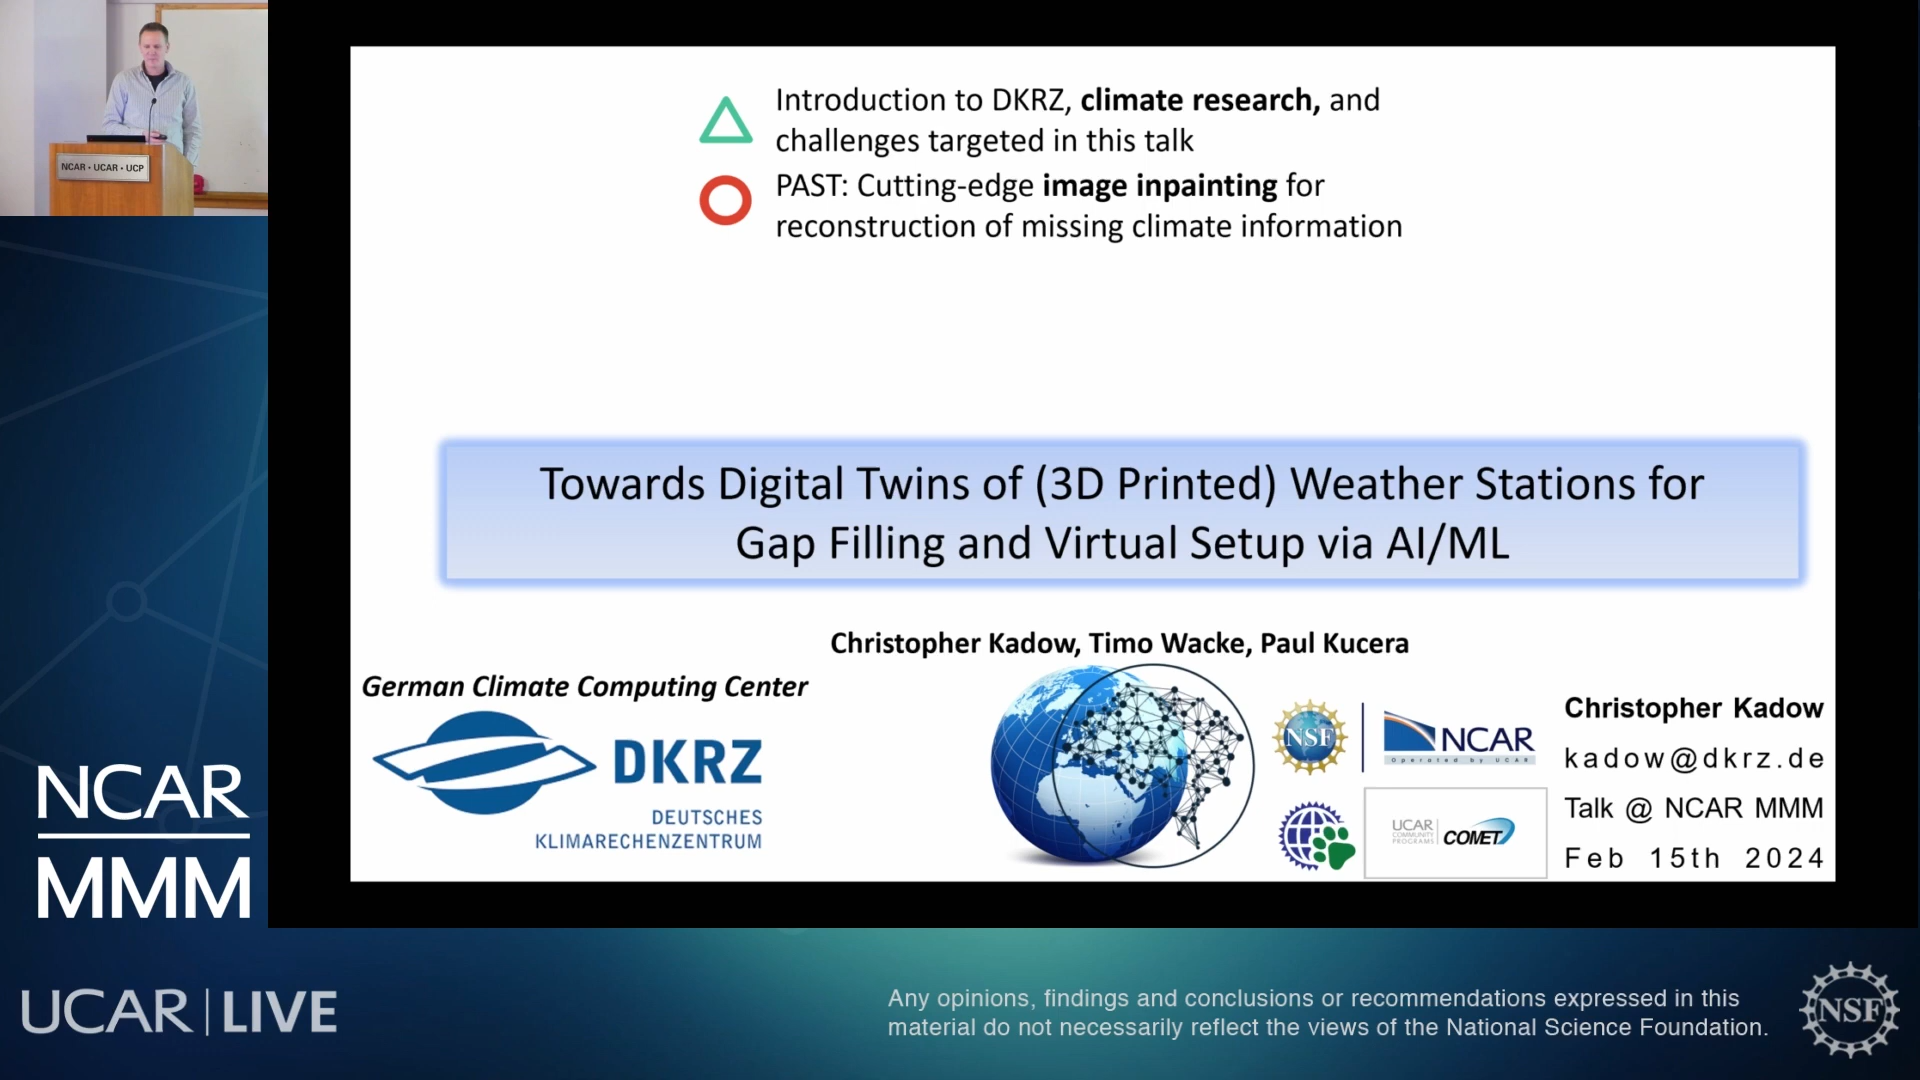 NCAR • UCAR • UCP
Introduction to DKRZ, climate research, and
challenges targeted in this talk
PAST: Cutting-edge image inpainting for
reconstruction of missing climate information
Towards Digital Twins of (3D Printed) Weather Stations for
Gap Filling and Virtual Setup via AI/ML
Christopher Kadow, Timo Wacke, Paul Kucera
German Climate Computing Center
DKRZ
DEUTSCHES
KLIMARECHENZENTRUM
NSF
NCAR
Operated by UCAR
UCAR
COMMUNITY
PROGRAMS
COMET
Christopher Kadow
kadow@dkrz.de
Talk @ NCAR MMM
Feb 15th 2024
NCAR
MMM
UCAR | LIVE
Any opinions, findings and conclusions or recommendations expressed in this
material do not necessarily reflect the views of the National Science Foundation.
NSF